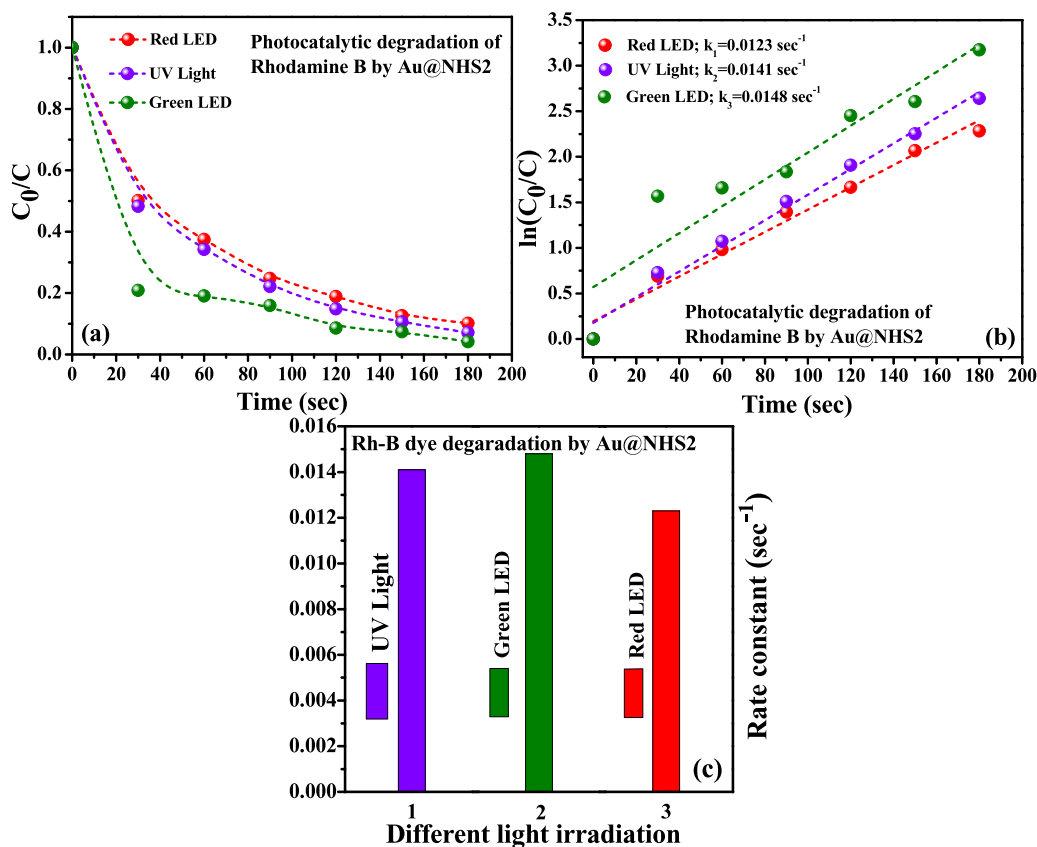 Red LED
UV Light
Green LED
Photocatalytic degradation of
Rhodamine B by Au@NHS2
C₀/C
1.0
0.8
0.6
0.4
0.2
0.0
(a)
0 20 40 60 80 100 120 140 160 180 200
Time (sec)
Red LED; k₁=0.0123 sec⁻¹
UV Light; k₂=0.0141 sec⁻¹
Green LED; k₃=0.0148 sec⁻¹
ln(C₀/C)
3.5
3.0
2.5
2.0
1.5
1.0
0.5
0.0
Photocatalytic degradation of
Rhodamine B by Au@NHS2
(b)
0 20 40 60 80 100 120 140 160 180 200
Time (sec)
Rh-B dye degaradation by Au@NHS2
0.016
0.014
0.012
0.010
0.008
0.006
0.004
0.002
0.000
UV Light
Green LED
Red LED
Rate constant (sec⁻¹)
(c)
1 2 3
Different light irradiation